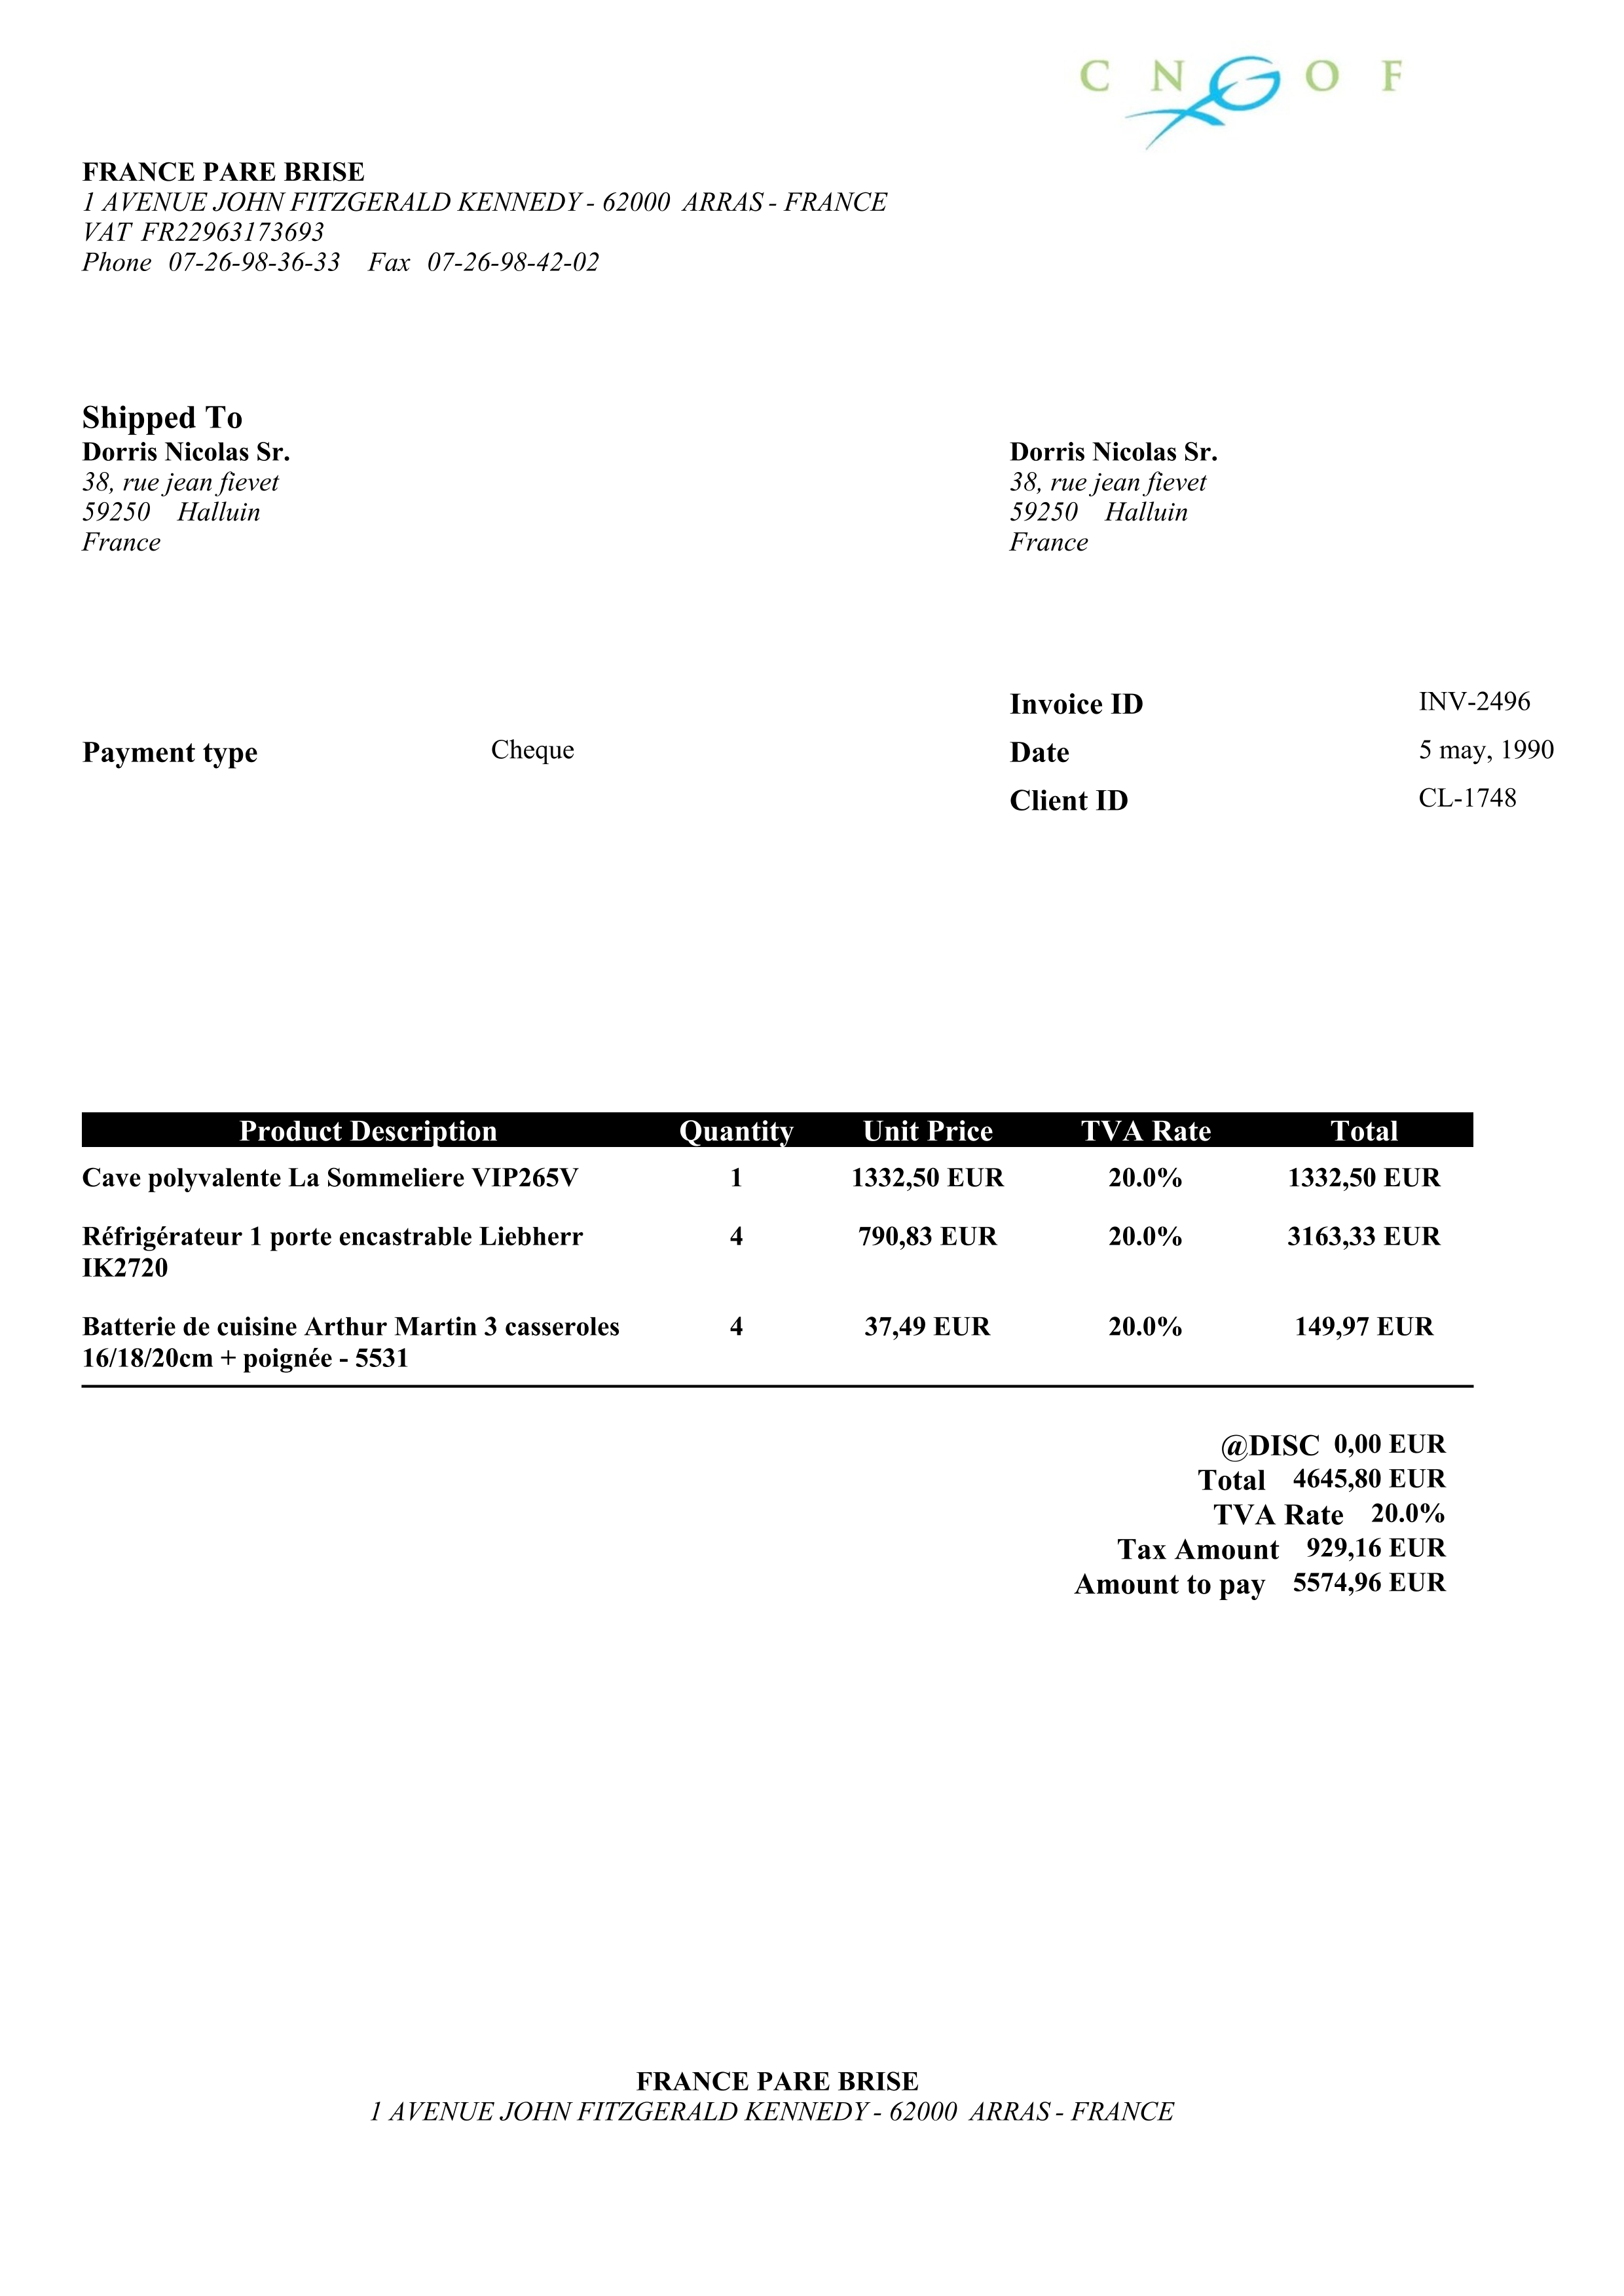 C N G O F
FRANCE PARE BRISE
1 AVENUE JOHN FITZGERALD KENNEDY - 62000 ARRAS - FRANCE
VAT FR22963173693
Phone 07-26-98-36-33 Fax 07-26-98-42-02
Shipped To
Dorris Nicolas Sr.
38, rue jean fievet
59250 Halluin
France
Dorris Nicolas Sr.
38, rue jean fievet
59250 Halluin
France
Invoice ID INV-2496
Payment type Cheque
Date 5 may, 1990
Client ID CL-1748
Product Description Quantity Unit Price TVA Rate Total
Cave polyvalente La Sommeliere VIP265V 1 1332,50 EUR 20.0% 1332,50 EUR
Réfrigérateur 1 porte encastrable Liebherr 4 790,83 EUR 20.0% 3163,33 EUR
IK2720
Batterie de cuisine Arthur Martin 3 casseroles 4 37,49 EUR 20.0% 149,97 EUR
16/18/20cm + poignée - 5531
@DISC 0,00 EUR
Total 4645,80 EUR
TVA Rate 20.0%
Tax Amount 929,16 EUR
Amount to pay 5574,96 EUR
FRANCE PARE BRISE
1 AVENUE JOHN FITZGERALD KENNEDY - 62000 ARRAS - FRANCE